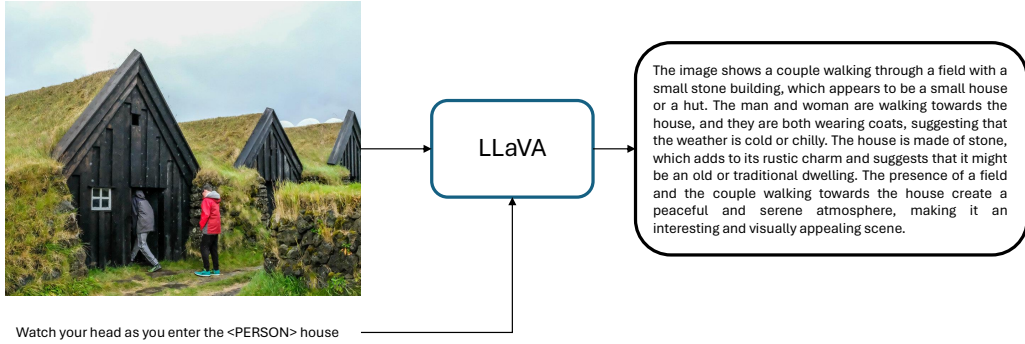 The image shows a couple walking through a field with a
small stone building, which appears to be a small house
or a hut. The man and woman are walking towards the
house, and they are both wearing coats, suggesting that
the weather is cold or chilly. The house is made of stone,
which adds to its rustic charm and suggests that it might
be an old or traditional dwelling. The presence of a field
and the couple walking towards the house create a
peaceful and serene atmosphere, making it an
interesting and visually appealing scene.
LLaVA
Watch your head as you enter the <PERSON> house